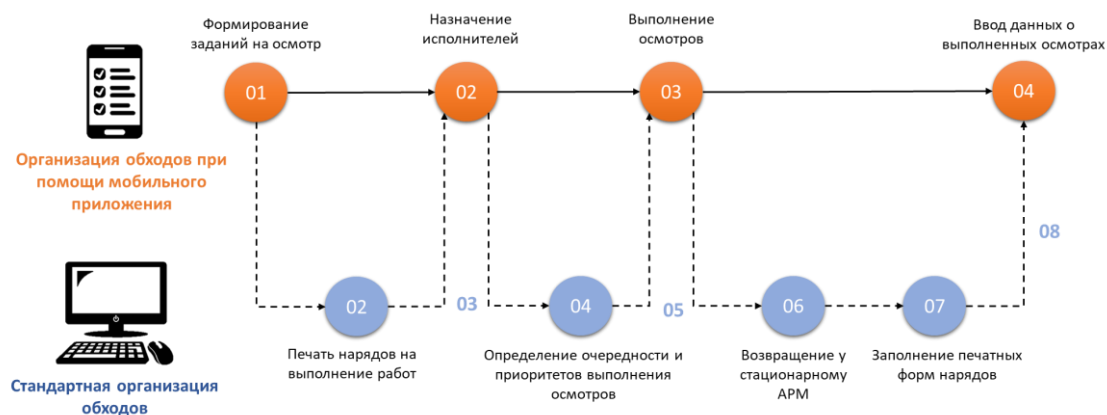 Формирование
заданий на осмотр
Назначение
исполнителей
Выполнение
осмотров
Ввод данных о
выполненных осмотрах
01
02
03
04
Организация обходов при
помощи мобильного
приложения
08
02
03
04
05
06
07
Печать нарядов на
выполнение работ
Определение очередности и
приоритетов выполнения
осмотров
Возвращение у
стационарному
АРМ
Заполнение печатных
форм нарядов
Стандартная организация
обходов